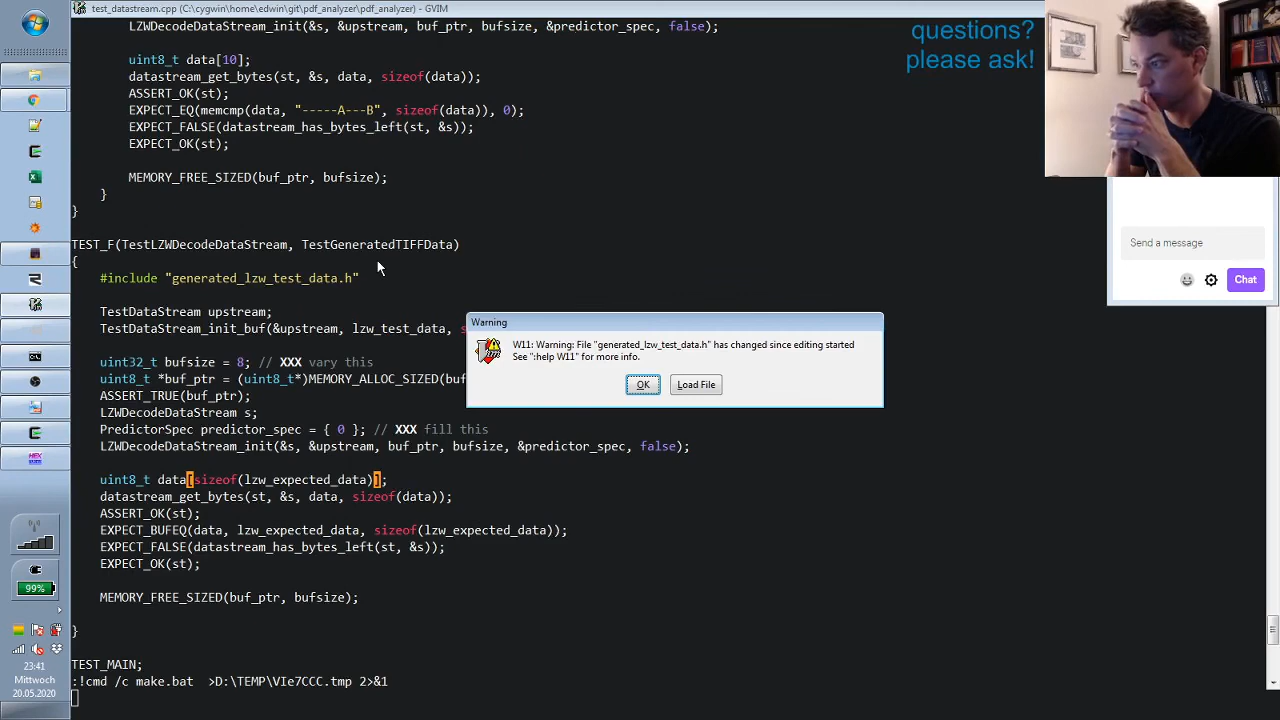 test_datastream.cpp (C:\cygwin\home\edwin\git\pdf_analyzer\pdf_analyzer) - GVIM
LZWDecodeDataStream_init(&s, &upstream, buf_ptr, bufsize, &predictor_spec, false);
uint8_t data[10];
datastream_get_bytes(st, &s, data, sizeof(data));
ASSERT_OK(st);
EXPECT_EQ(memcmp(data, "-----A---B", sizeof(data)), 0);
EXPECT_FALSE(datastream_has_bytes_left(st, &s));
EXPECT_OK(st);
MEMORY_FREE_SIZED(buf_ptr, bufsize);
}
}
TEST_F(TestLZWDecodeDataStream, TestGeneratedTIFFData)
{
#include "generated_lzw_test_data.h"
TestDataStream upstream;
TestDataStream_init_buf(&upstream, lzw_test_data, s
uint32_t bufsize = 8; // XXX vary this
uint8_t *buf_ptr = (uint8_t*)MEMORY_ALLOC_SIZED(buf
ASSERT_TRUE(buf_ptr);
LZWDecodeDataStream s;
PredictorSpec predictor_spec = { 0 }; // XXX fill this
LZWDecodeDataStream_init(&s, &upstream, buf_ptr, bufsize, &predictor_spec, false);
uint8_t data[sizeof(lzw_expected_data)];
datastream_get_bytes(st, &s, data, sizeof(data));
ASSERT_OK(st);
EXPECT_BUFEQ(data, lzw_expected_data, sizeof(lzw_expected_data));
EXPECT_FALSE(datastream_has_bytes_left(st, &s));
EXPECT_OK(st);
MEMORY_FREE_SIZED(buf_ptr, bufsize);
}
TEST_MAIN;
:!cmd /c make.bat  >D:\TEMP\VIe7CCC.tmp 2>&1
Warning
W11: Warning: File "generated_lzw_test_data.h" has changed since editing started
See ":help W11" for more info.
OK
Load File
questions?
please ask!
Send a message
Chat
HEX
99%
23:41
Mittwoch
20.05.2020